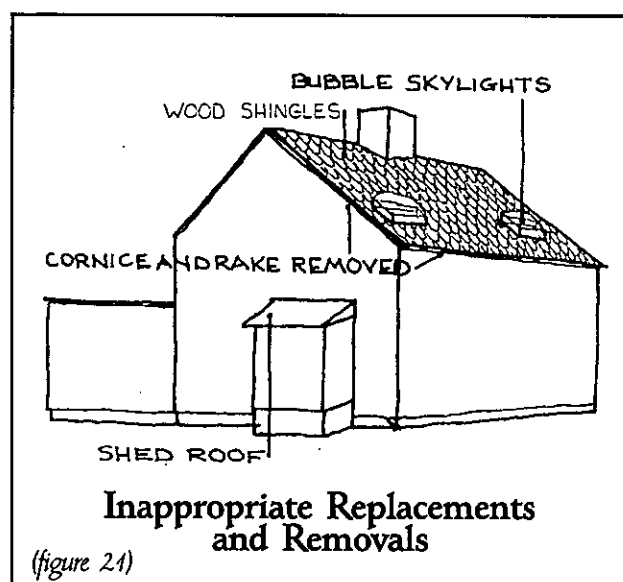 BUBBLE SKYLIGHTS
WOOD SHINGLES
CORNICE AND RAKE REMOVED
SHED ROOF
Inappropriate Replacements
and Removals
(figure 21)